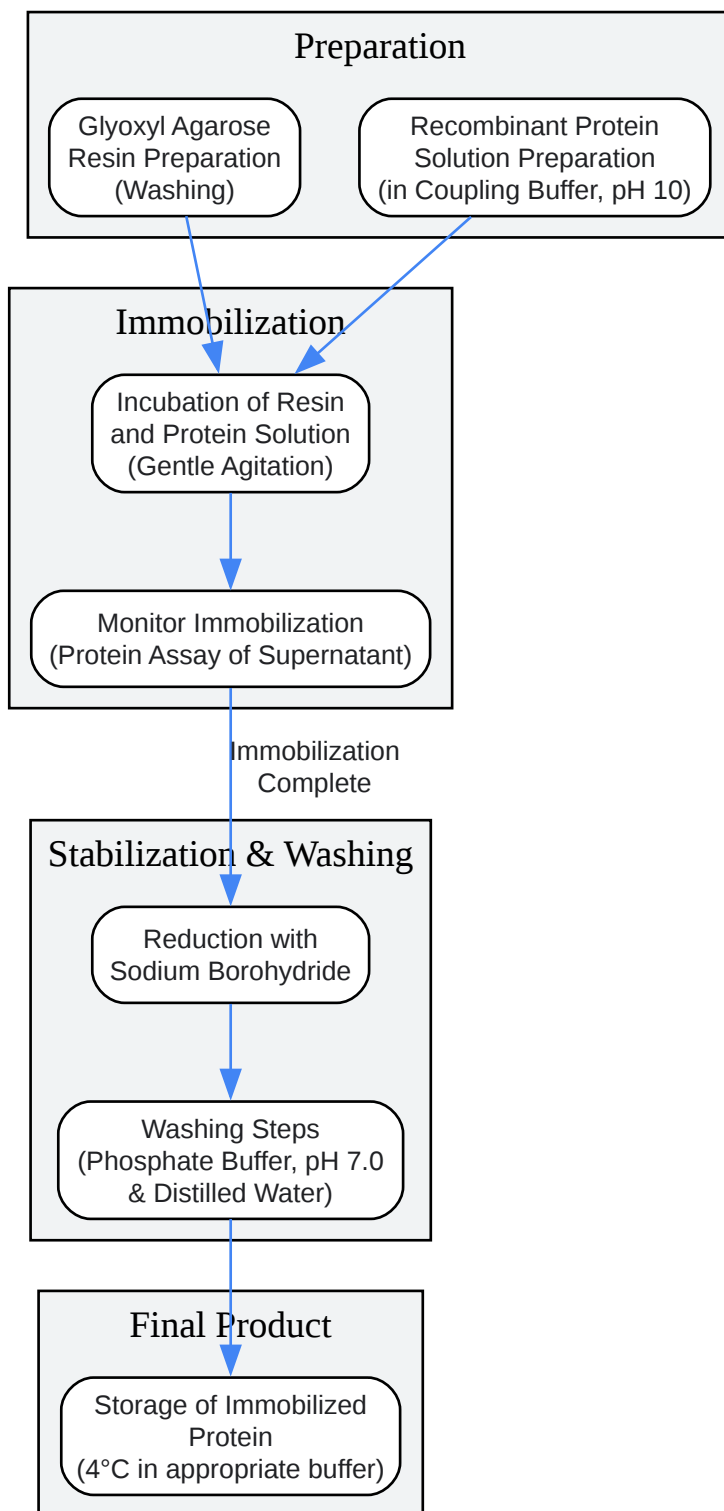 Preparation
Glyoxyl Agarose
Resin Preparation
(Washing)
Recombinant Protein
Solution Preparation
(in Coupling Buffer, pH 10)
Immobilization
Incubation of Resin
and Protein Solution
(Gentle Agitation)
Monitor Immobilization
(Protein Assay of Supernatant)
Immobilization
Complete
Stabilization & Washing
Reduction with
Sodium Borohydride
Washing Steps
(Phosphate Buffer, pH 7.0
& Distilled Water)
Final Product
Storage of Immobilized
Protein
(4°C in appropriate buffer)